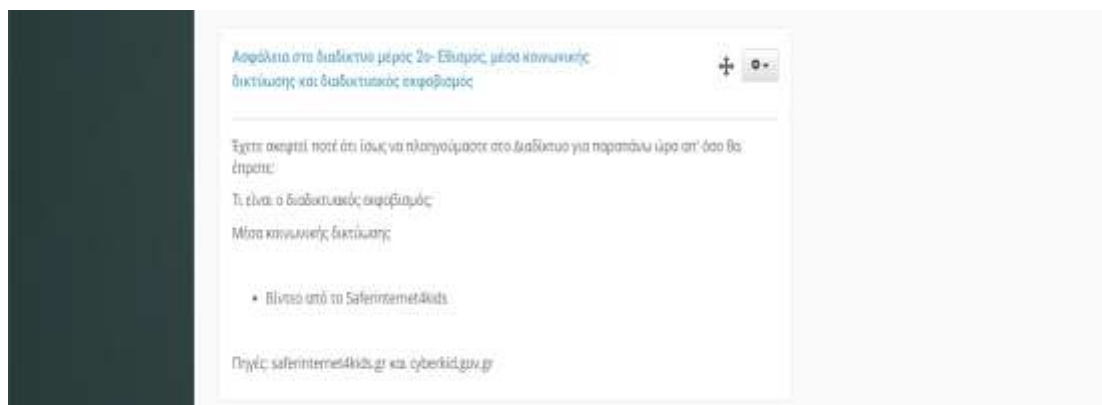 Ασφάλεια στο διαδίκτυο μέρος 2ο- Εθισμός, μέσα κοινωνικής
δικτύωσης και διαδικτυακός εκφοβισμός
Έχετε σκεφτεί ποτέ ότι ίσως να πλοηγούμαστε στο Διαδίκτυο για παραπάνω ώρα απ' όσο θα
έπρεπε;
Τι είναι ο διαδικτυακός εκφοβισμός;
Μέσα κοινωνικής δικτύωσης
• Βίντεο από το Saferinternet4kids
Πηγές: saferinternet4kids.gr και cyberkid.gov.gr